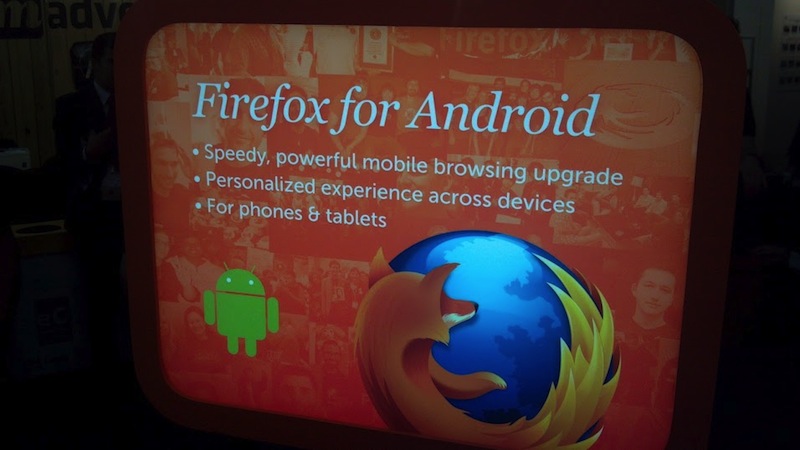 Firefox for Android
• Speedy, powerful mobile browsing upgrade
• Personalized experience across devices
• For phones & tablets